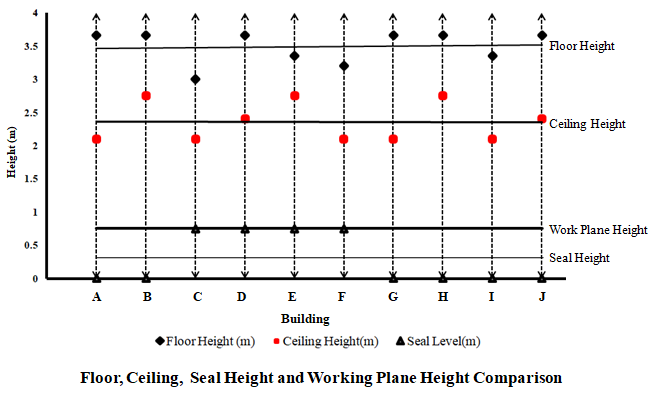 4
3.5
Floor Height
3
2.5
Ceiling Height
2
1.5
1
Work Plane Height
0.5
Seal Height
0
Height (m)
A B C D E F G H I J
Building
Floor Height (m) Ceiling Height(m) Seal Level(m)
Floor, Ceiling, Seal Height and Working Plane Height Comparison